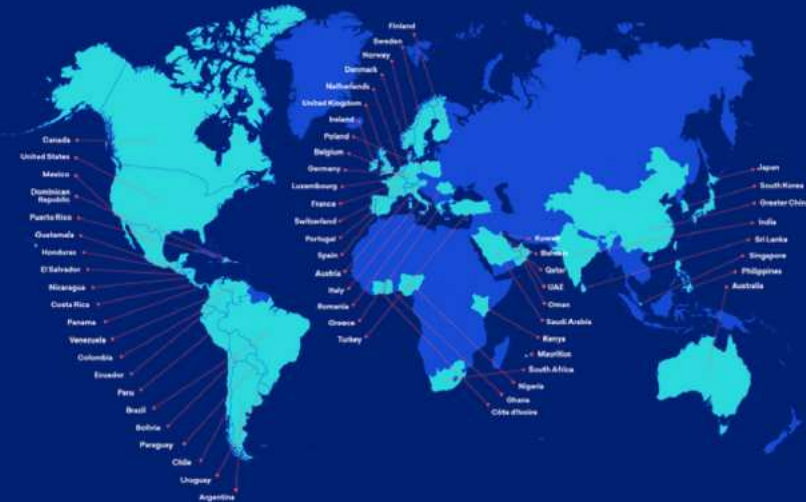 Canada
United States
Mexico
Dominican
Republic
Puerto Rico
Guatemala
Honduras
El Salvador
Nicaragua
Costa Rica
Panama
Venezuela
Colombia
Ecuador
Peru
Brazil
Bolivia
Paraguay
Chile
Uruguay
Argentina
Finland
Sweden
Norway
Denmark
Netherlands
United Kingdom
Ireland
Poland
Belgium
Germany
Luxembourg
France
Switzerland
Portugal
Spain
Austria
Italy
Romania
Greece
Turkey
Kuwait
Bahrain
Qatar
UAE
Oman
Saudi Arabia
Kenya
Mauritius
South Africa
Nigeria
Ghana
Côte d'Ivoire
Japan
South Korea
Greater Chin
India
Sri Lanka
Singapore
Philippines
Australia